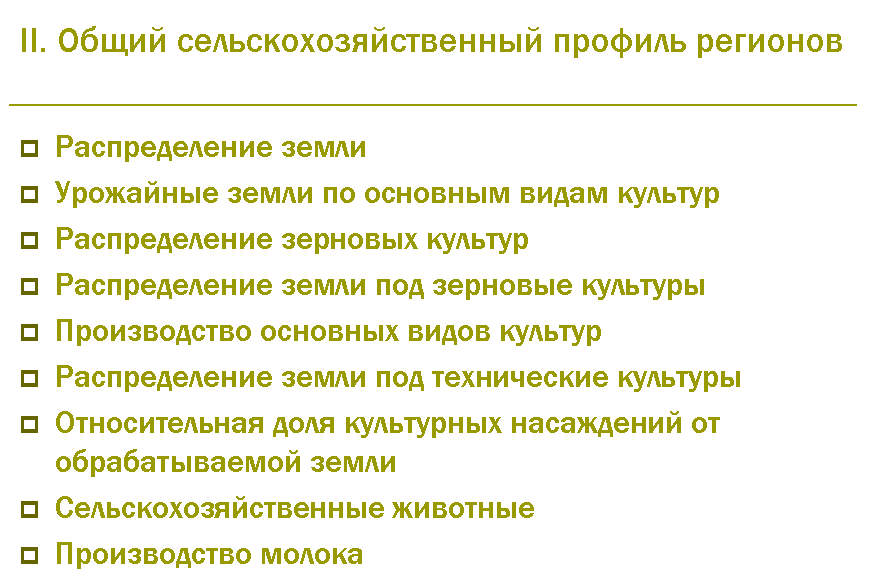 II. Общий сельскохозяйственный профиль регионов
Распределение земли
Урожайные земли по основным видам культур
Распределение зерновых культур
Распределение земли под зерновые культуры
Производство основных видов культур
Распределение земли под технические культуры
Относительная доля культурных насаждений от
обрабатываемой земли
Сельскохозяйственные животные
Производство молока